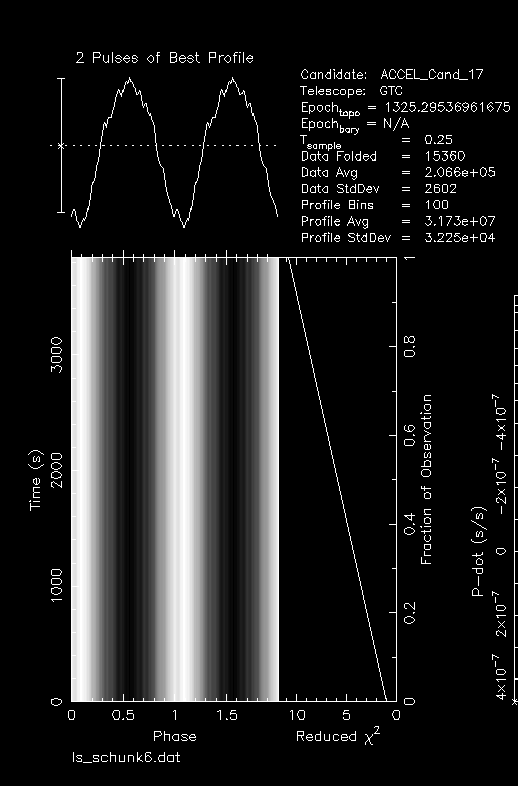 2 Pulses of Best Profile
Candidate: ACCEL_Cand_17
Telescope: GTC
Epoch_topo = 1325.29536961675
Epoch_bary = N/A
T_sample = 0.25
Data Folded = 15360
Data Avg = 2.066e+05
Data StdDev = 2602
Profile Bins = 100
Profile Avg = 3.173e+07
Profile StdDev = 3.225e+04
Time (s)
0 1000 2000 3000
0 0.5 1 1.5
Phase
10 5 0
Reduced χ²
0 0.2 0.4 0.6 0.8 1
Fraction of Observation
P-dot (s/s)
4×10⁻⁷ 2×10⁻⁷ 0 −2×10⁻⁷ −4×10⁻⁷
ls_schunk6.dat